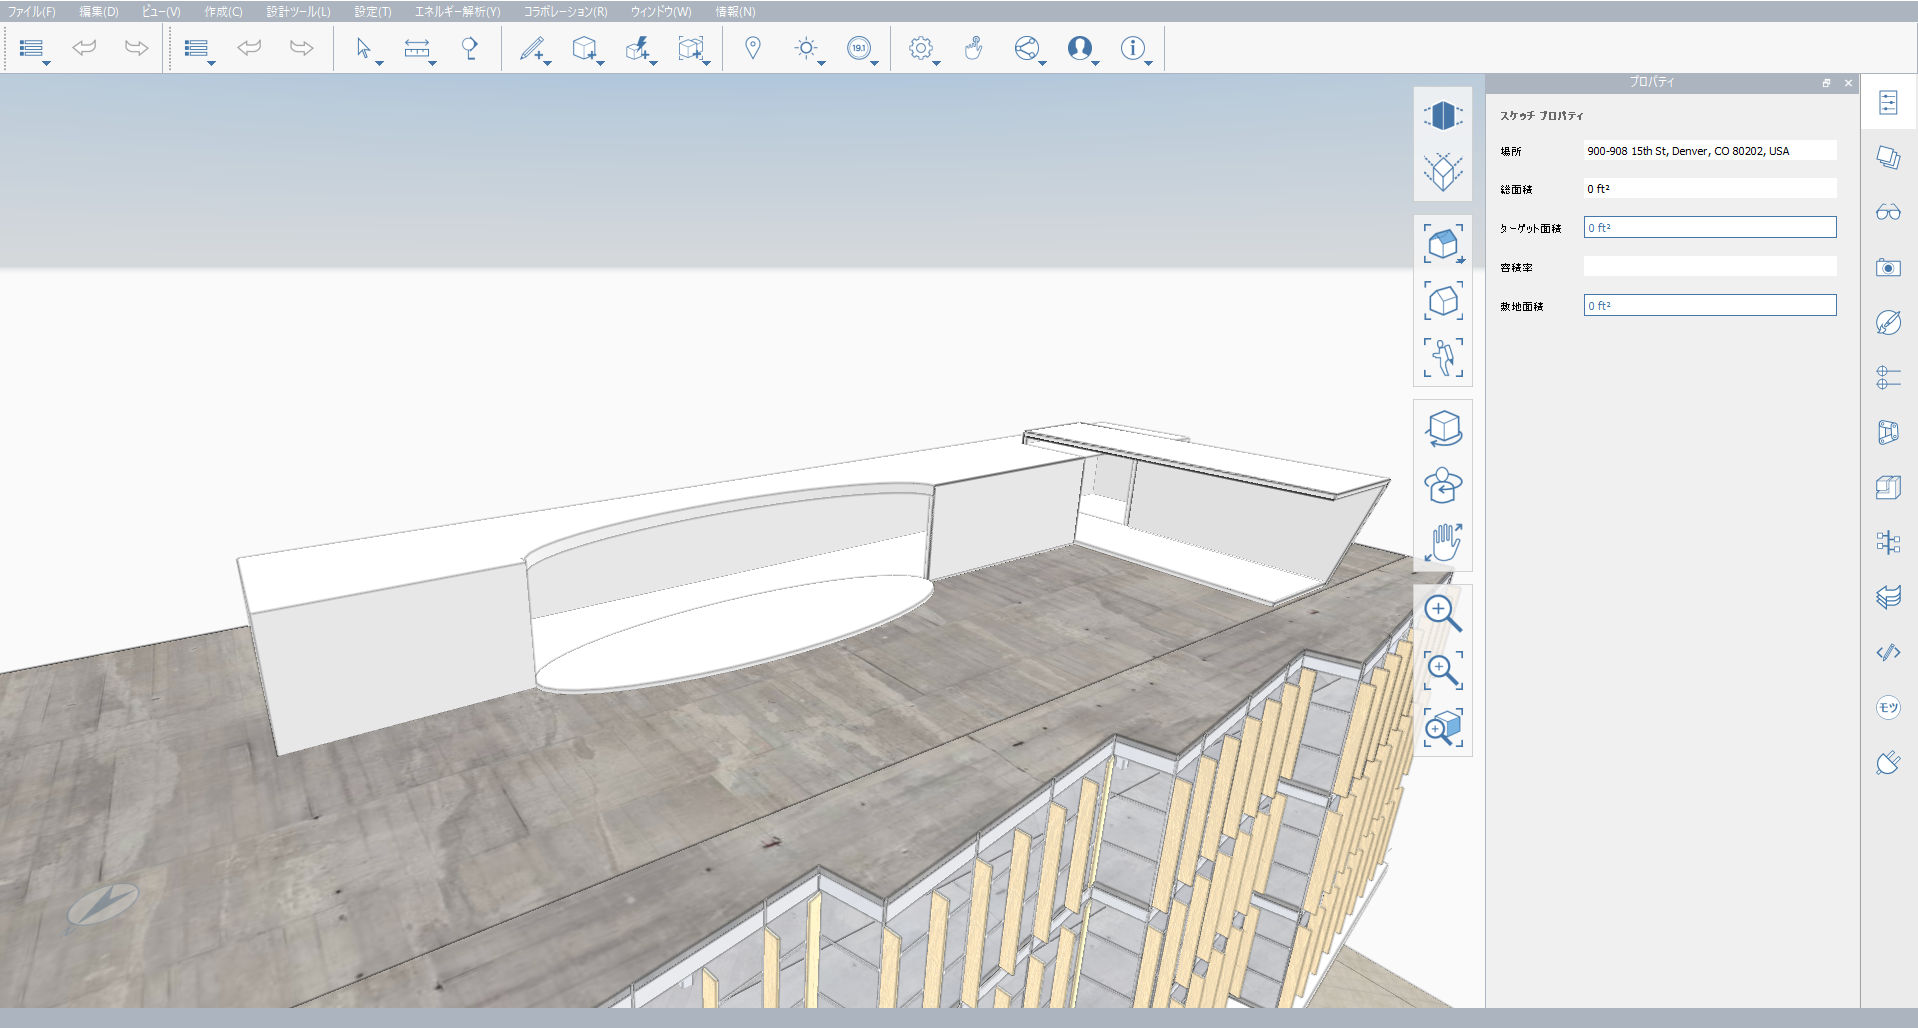 ファイル(F) 編集(D) ビュー(V) 作成(C) 設計ツール(L) 設定(T) エネルギー解析(Y) コラボレーション(R) ウィンドウ(W) 情報(N)
19.1
プロパティ
スケッチ プロパティ
場所 900-908 15th St, Denver, CO 80202, USA
総面積 0 ft²
ターゲット面積 0 ft²
容積率
敷地面積 0 ft²
モツ